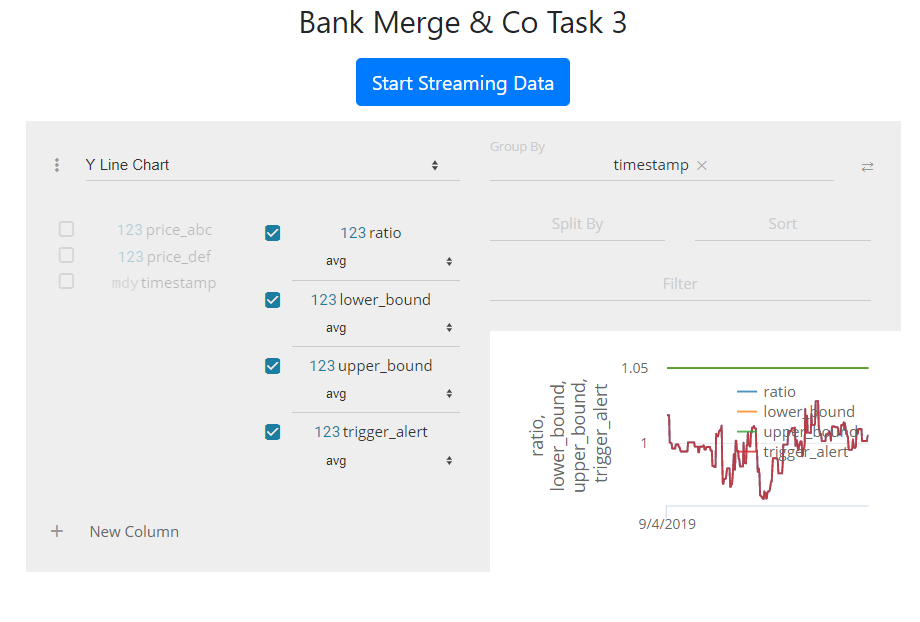 Bank Merge & Co Task 3
Start Streaming Data
Y Line Chart
123 price_abc
123 price_def
mdy timestamp
123 ratio
avg
123 lower_bound
avg
123 upper_bound
avg
123 trigger_alert
avg
+ New Column
Group By
timestamp ×
Split By
Sort
Filter
ratio,
lower_bound,
upper_bound,
trigger_alert
1.05
1
9/4/2019
ratio
lower_bound
upper_bound
trigger_alert